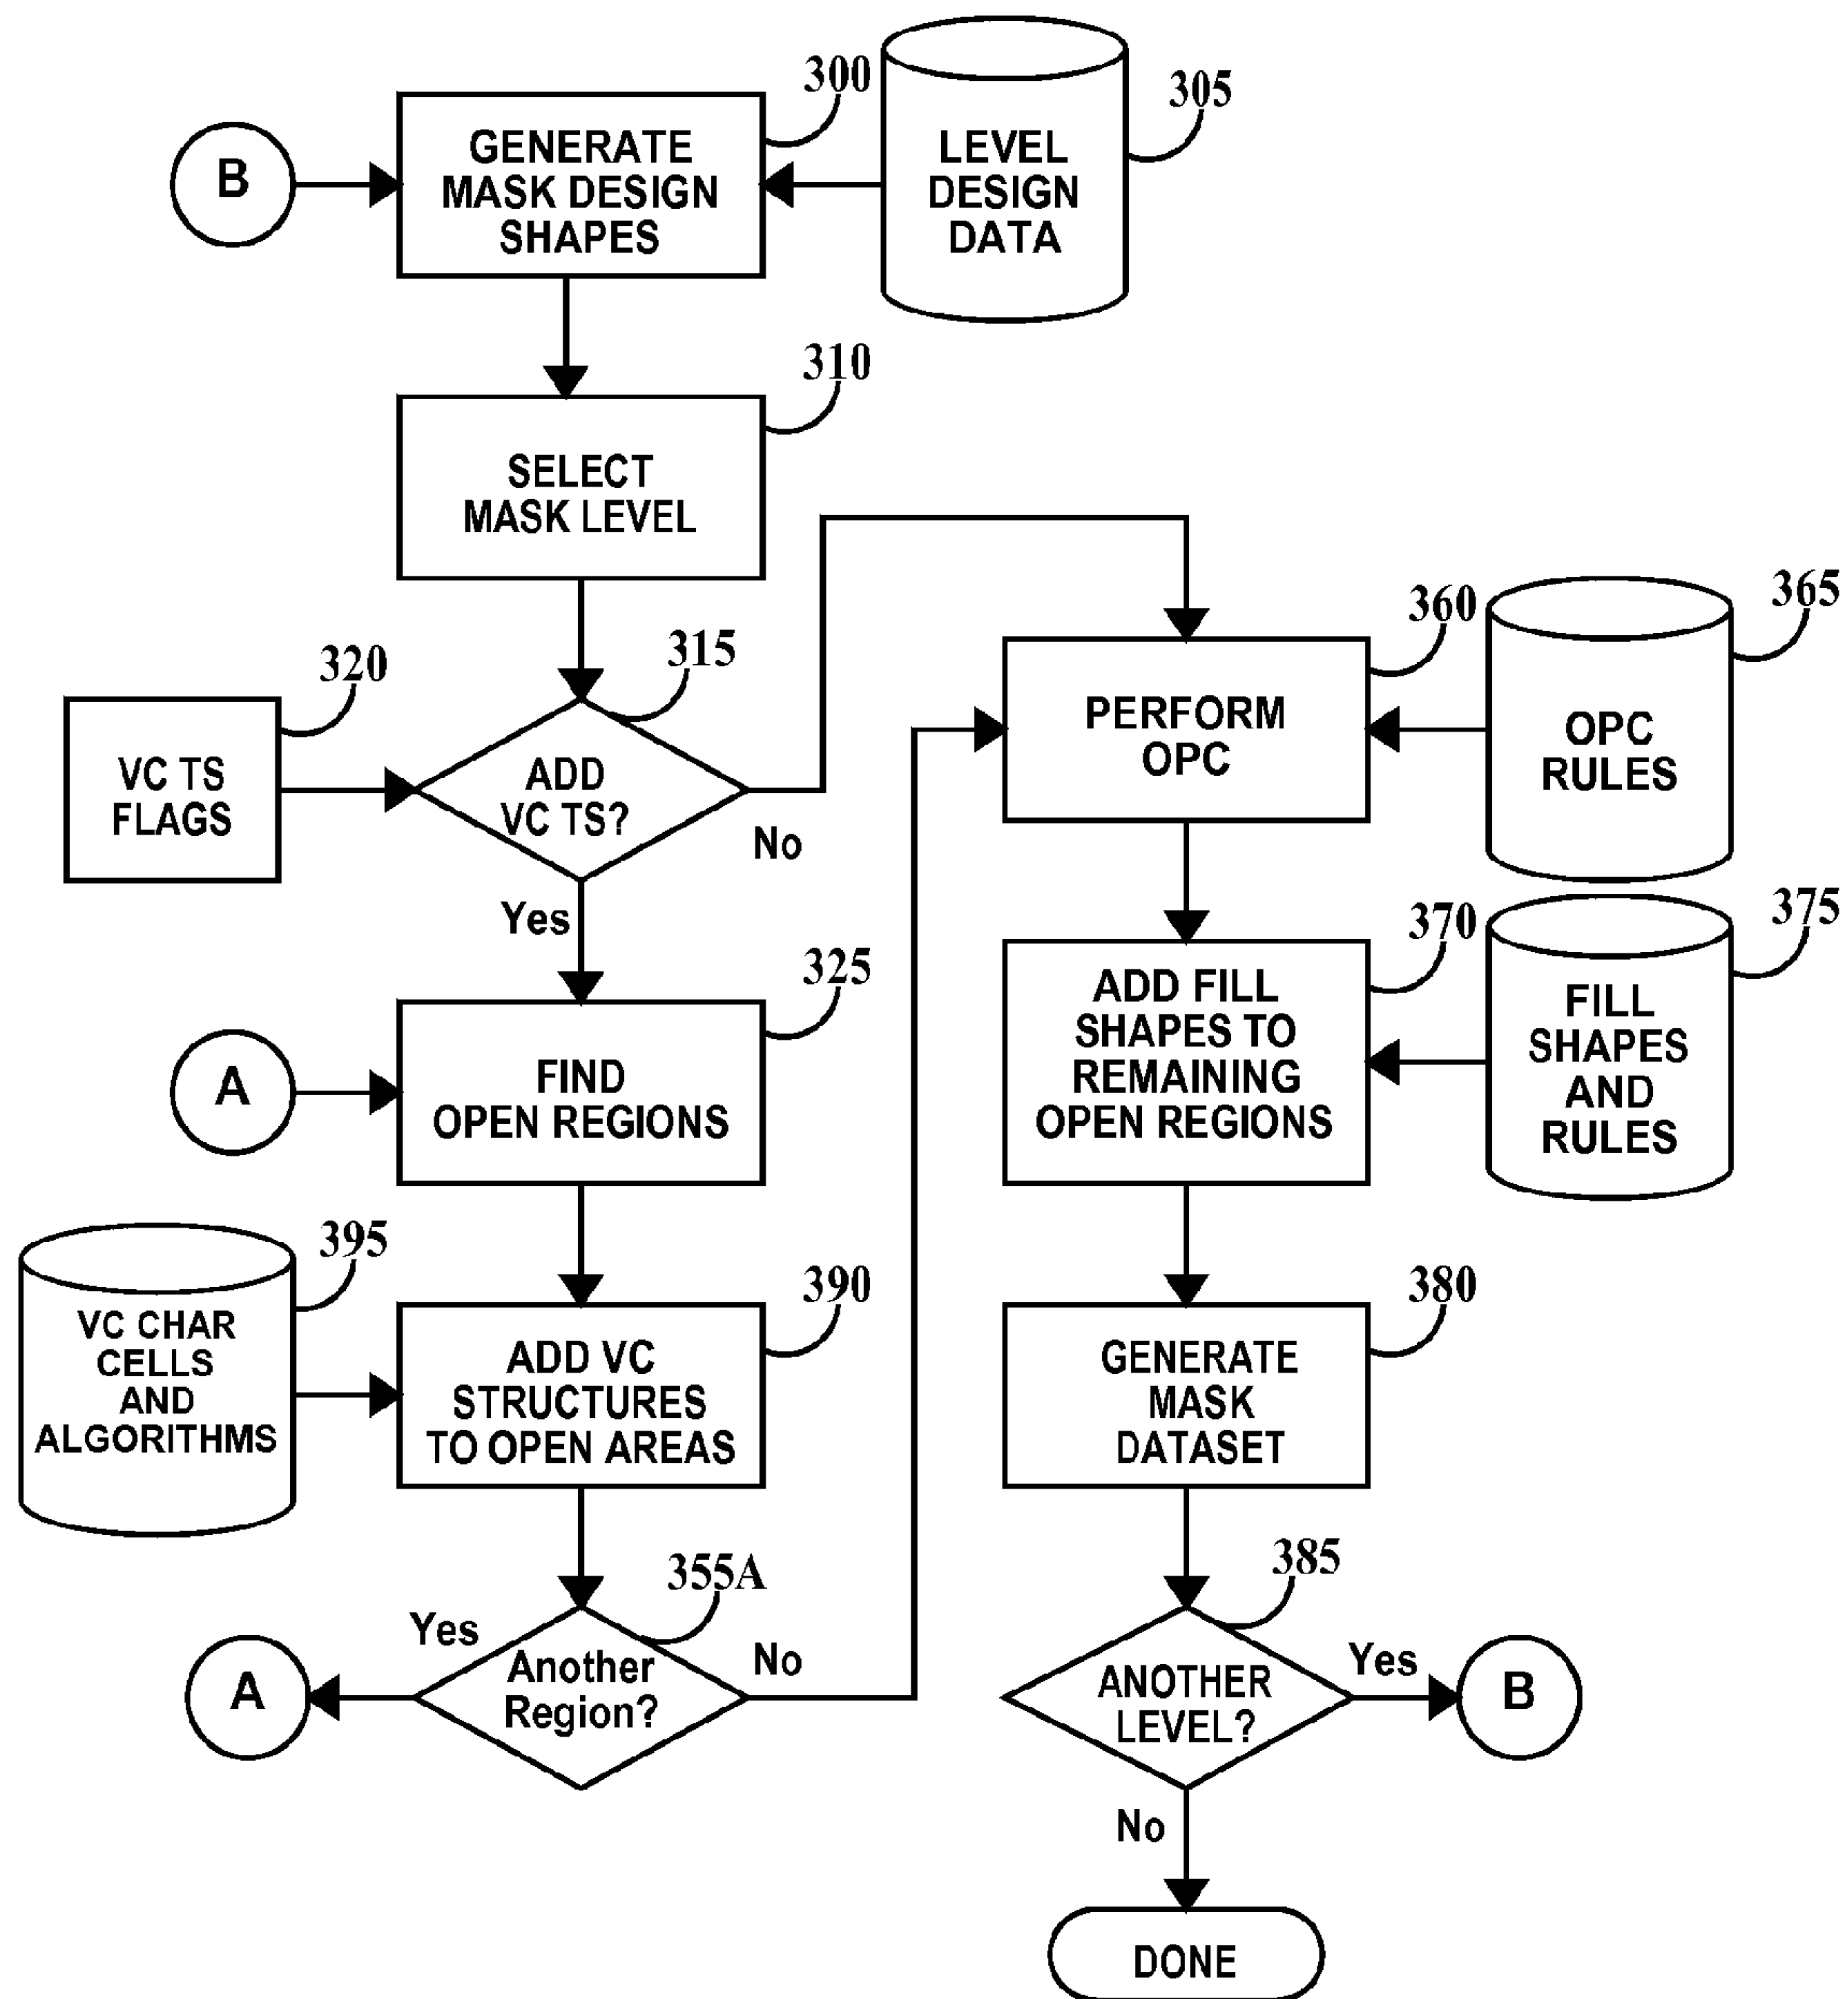 300
305
B
GENERATE
MASK DESIGN
SHAPES
LEVEL
DESIGN
DATA
310
SELECT
MASK LEVEL
320
315
VC TS
FLAGS
ADD
VC TS?
No
Yes
360
365
PERFORM
OPC
OPC
RULES
325
A
FIND
OPEN REGIONS
370
375
ADD FILL
SHAPES TO
REMAINING
OPEN REGIONS
FILL
SHAPES
AND
RULES
395
390
VC CHAR
CELLS
AND
ALGORITHMS
ADD VC
STRUCTURES
TO OPEN AREAS
380
GENERATE
MASK
DATASET
355A
Yes
A
Another
Region?
No
385
ANOTHER
LEVEL?
Yes
B
No
DONE